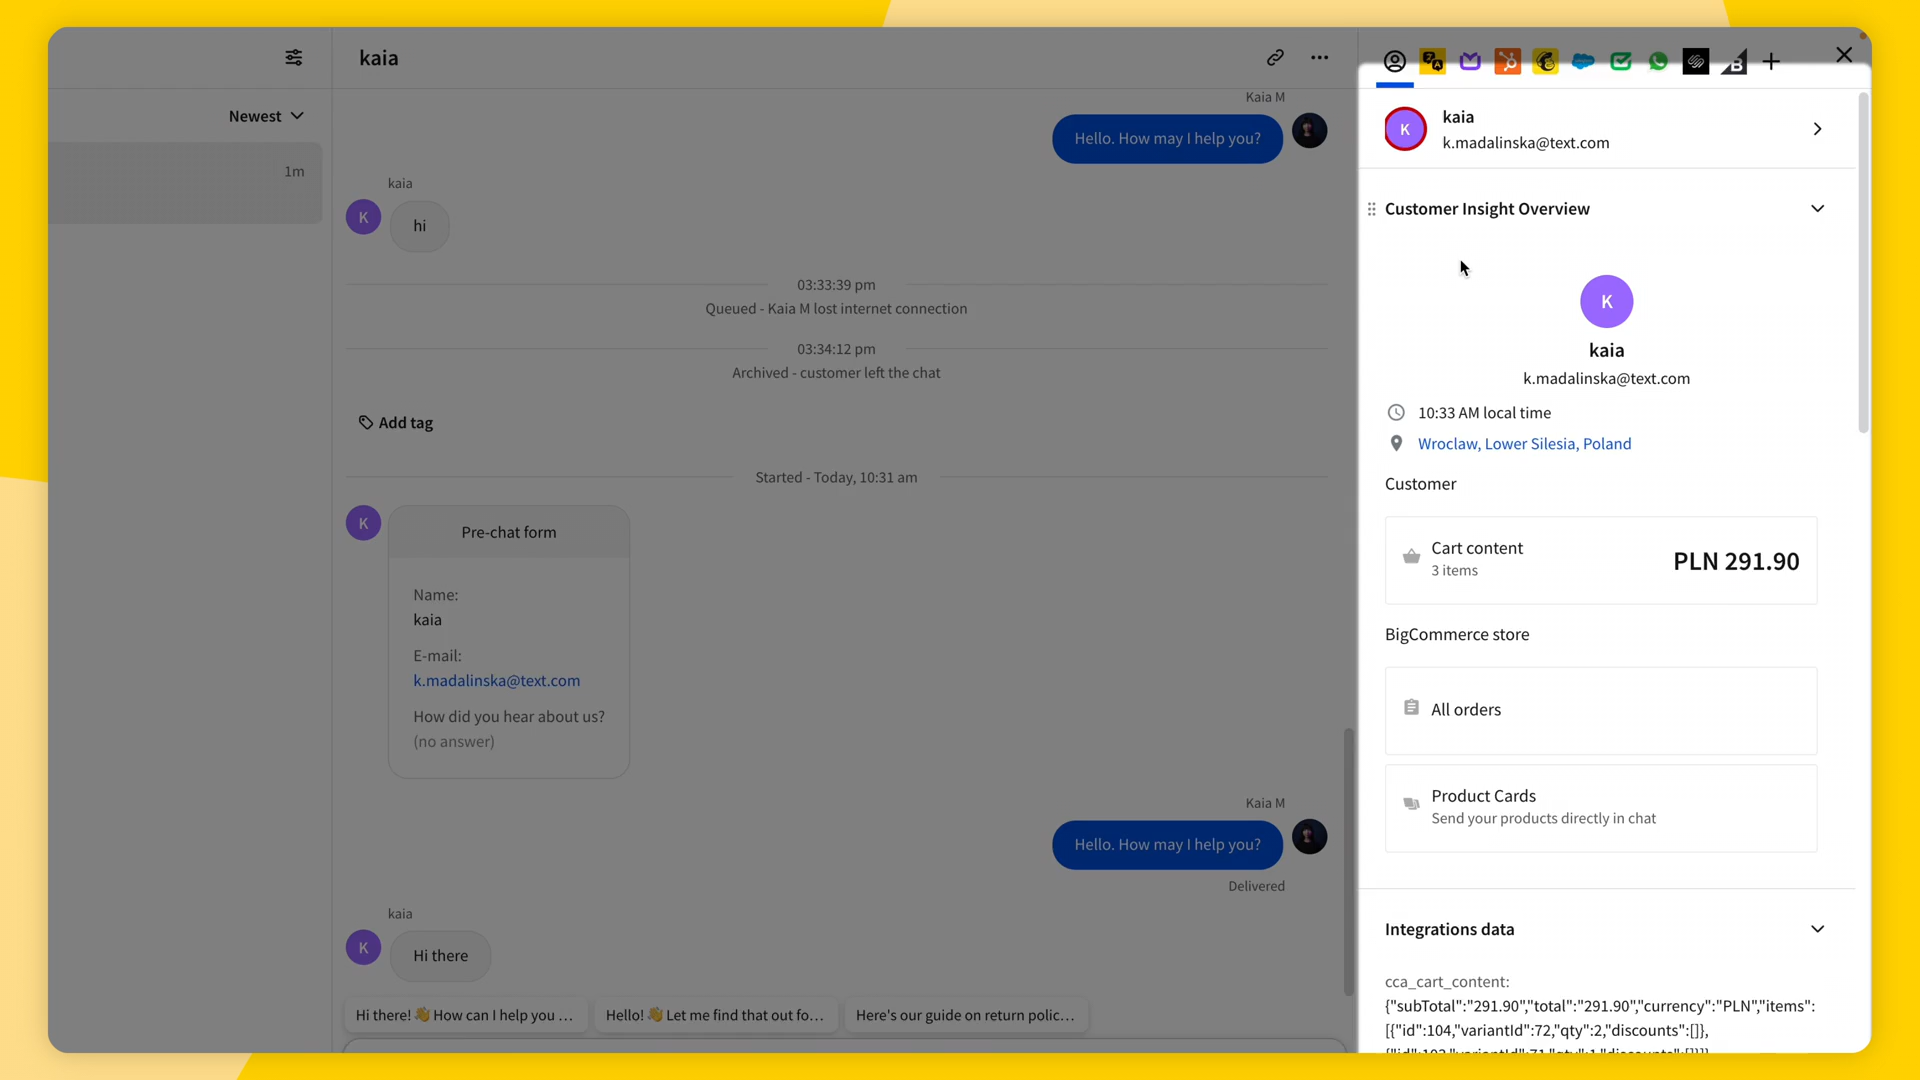 Newest
1m
kaia
Kaia M
Hello. How may I help you?
kaia
K
hi
03:33:39 pm
Queued - Kaia M lost internet connection
03:34:12 pm
Archived - customer left the chat
Add tag
Started - Today, 10:31 am
K
Pre-chat form
Name:
kaia
E-mail:
k.madalinska@text.com
How did you hear about us?
(no answer)
Kaia M
Hello. How may I help you?
Delivered
kaia
K
Hi there
Hi there! 👋 How can I help you ...
Hello! 👋 Let me find that out fo...
Here's our guide on return polic...
K
kaia
k.madalinska@text.com
Customer Insight Overview
K
kaia
k.madalinska@text.com
10:33 AM local time
Wroclaw, Lower Silesia, Poland
Customer
Cart content
3 items
PLN 291.90
BigCommerce store
All orders
Product Cards
Send your products directly in chat
Integrations data
cca_cart_content:
{"subTotal":"291.90","total":"291.90","currency":"PLN","items":
[{"id":104,"variantId":72,"qty":2,"discounts":[]},